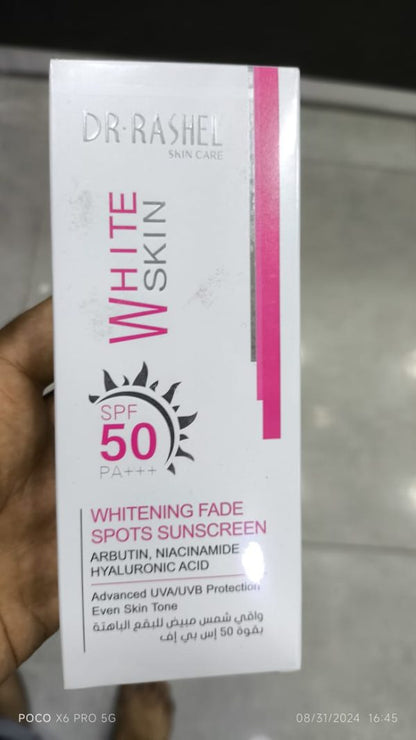 DR·RASHEL
SKIN CARE
WHITE
SKIN
SPF
50
PA+++
WHITENING FADE
SPOTS SUNSCREEN
ARBUTIN, NIACINAMIDE
HYALURONIC ACID
Advanced UVA/UVB Protection
Even Skin Tone
واقي شمس مبيض للبقع الباهتة
بقوة 50 إس بي إف
POCO X6 PRO 5G
08/31/2024 16:45